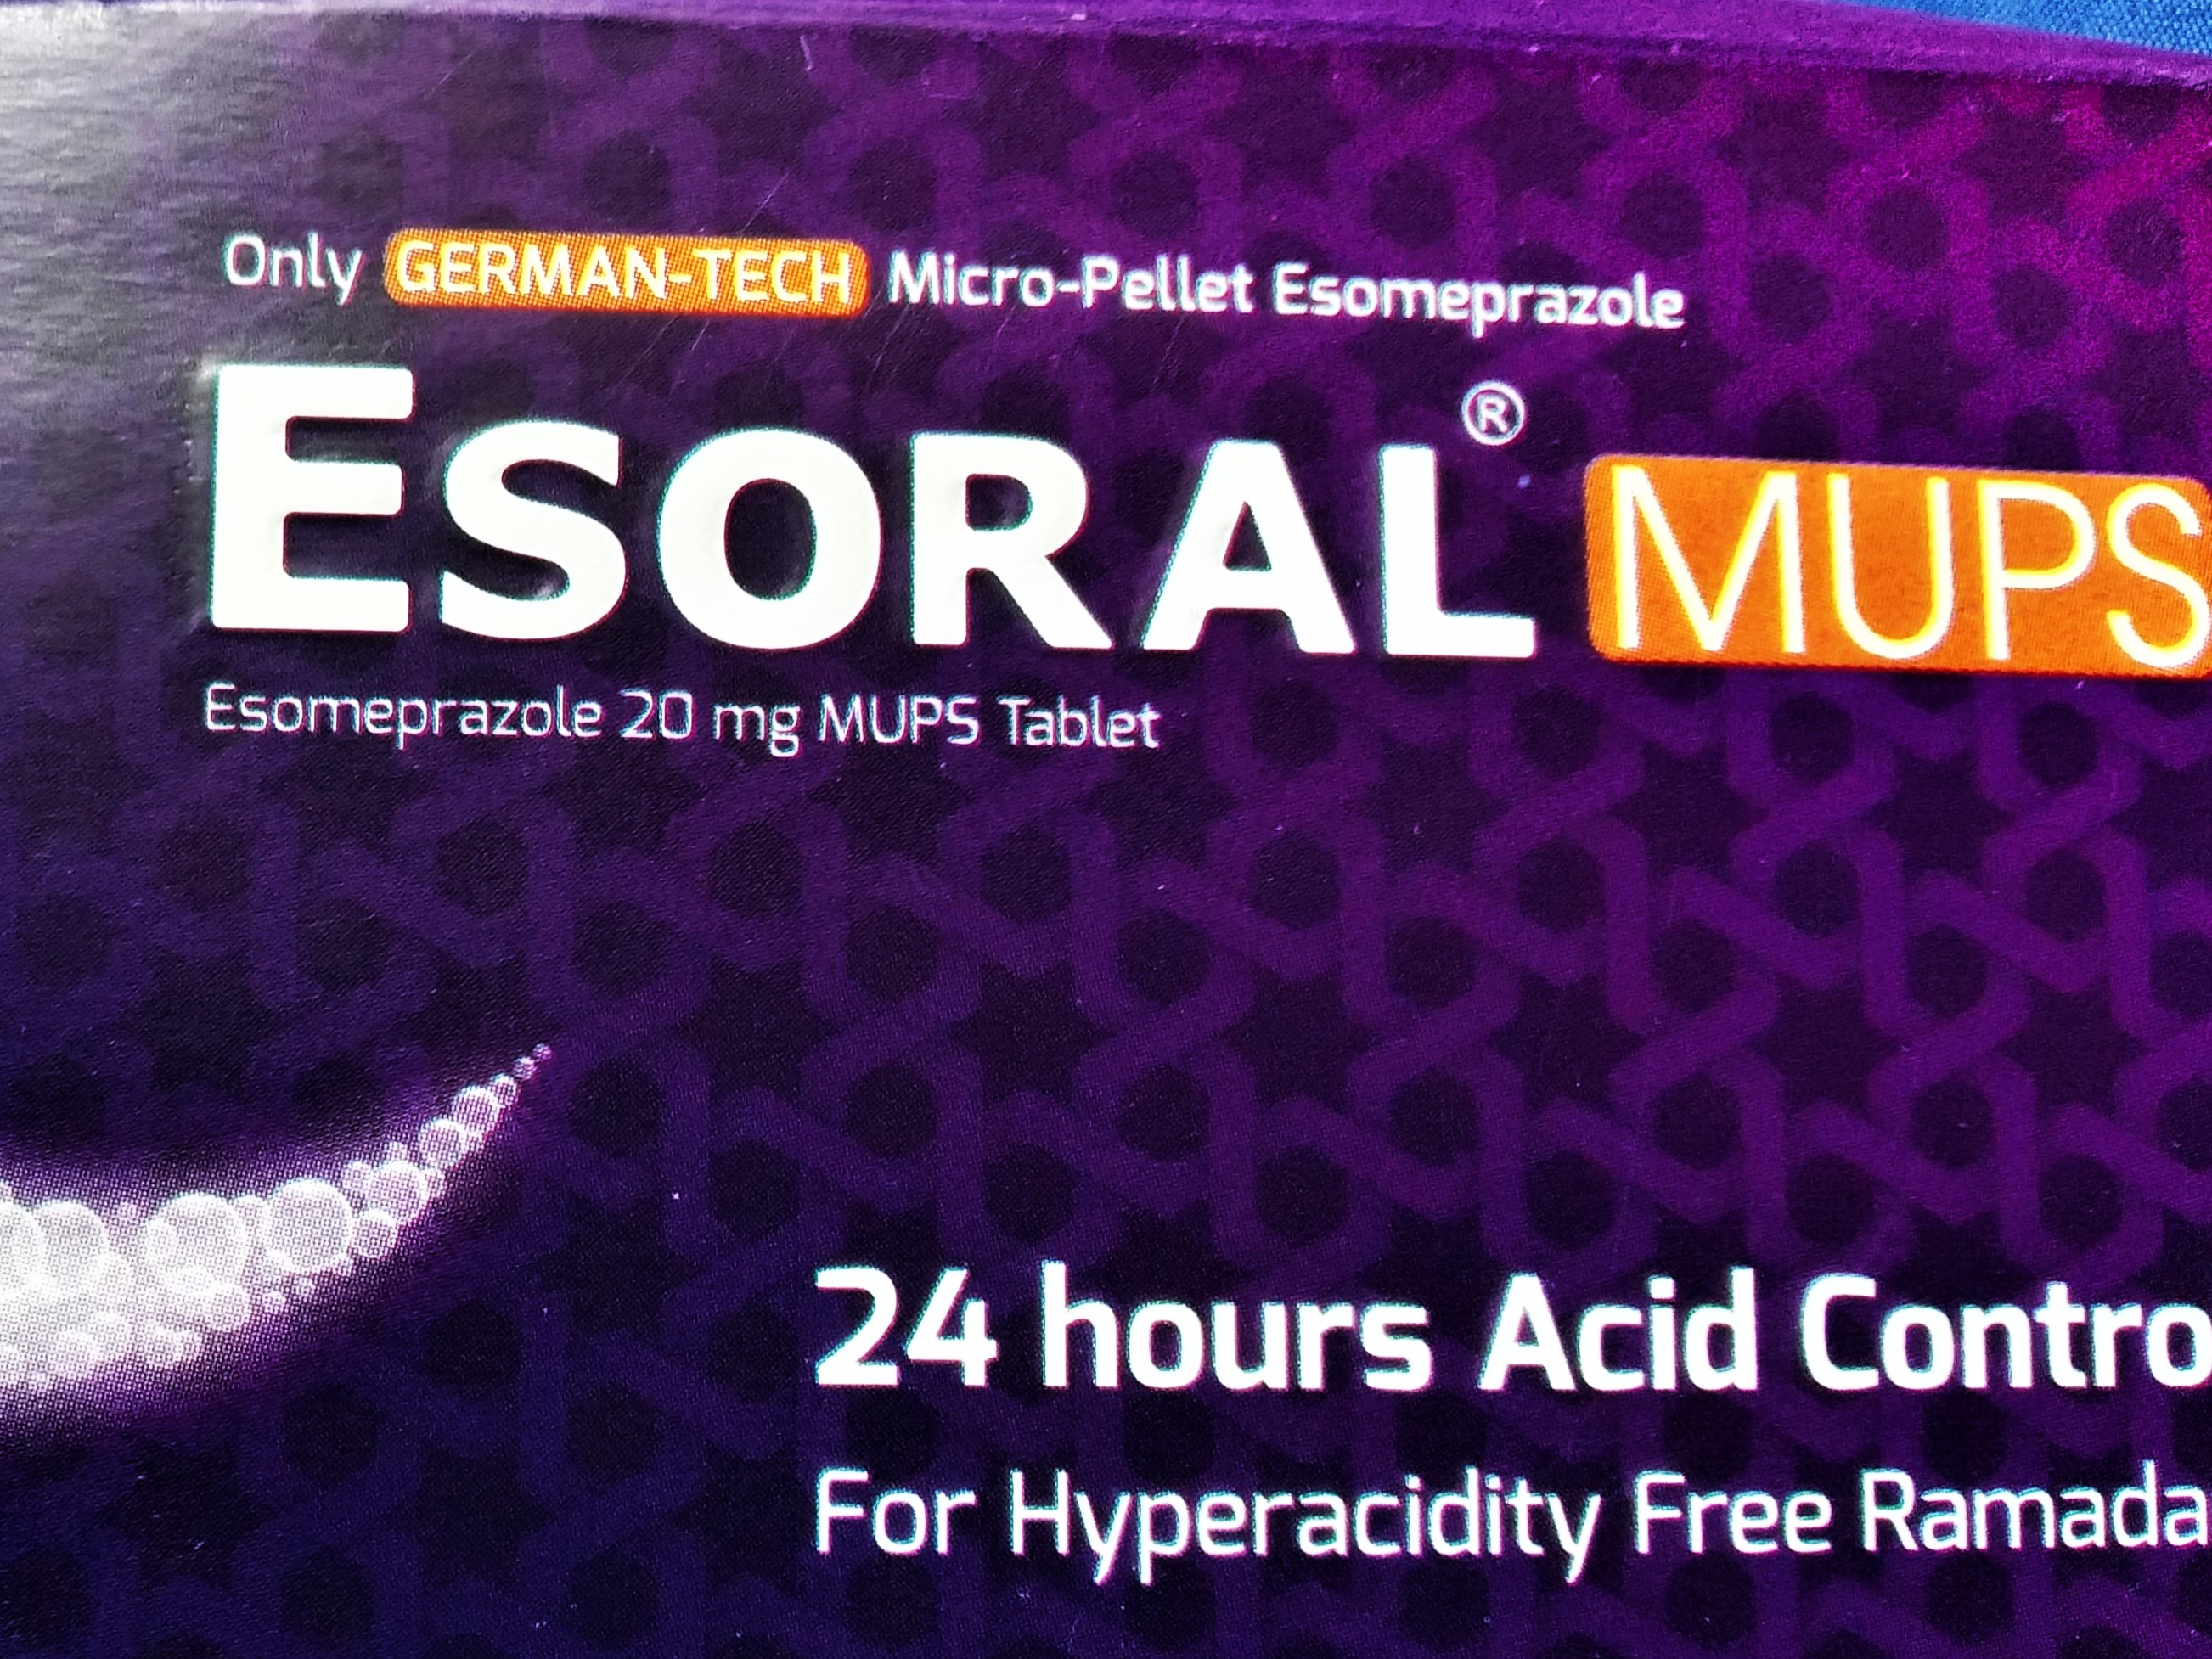 Only GERMAN-TECH Micro-Pellet Esomeprazole
ESORAL® MUPS
Esomeprazole 20 mg MUPS Tablet
24 hours Acid Contro
For Hyperacidity Free Ramada